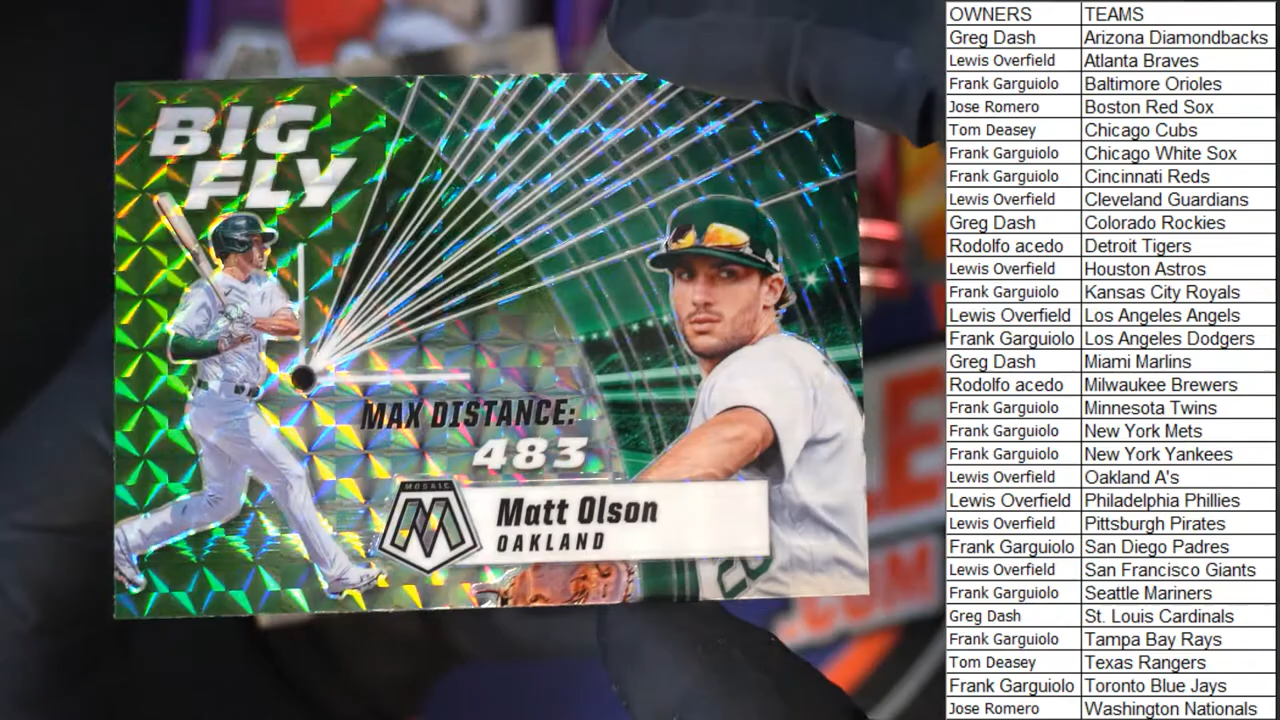 BIG
FLY
MAX DISTANCE:
483
MOSAIC
Matt Olson
OAKLAND
.COM
OWNERS TEAMS
Greg Dash Arizona Diamondbacks
Lewis Overfield Atlanta Braves
Frank Garguiolo Baltimore Orioles
Jose Romero Boston Red Sox
Tom Deasey Chicago Cubs
Frank Garguiolo Chicago White Sox
Frank Garguiolo Cincinnati Reds
Lewis Overfield Cleveland Guardians
Greg Dash Colorado Rockies
Rodolfo acedo Detroit Tigers
Lewis Overfield Houston Astros
Frank Garguiolo Kansas City Royals
Lewis Overfield Los Angeles Angels
Frank Garguiolo Los Angeles Dodgers
Greg Dash Miami Marlins
Rodolfo acedo Milwaukee Brewers
Frank Garguiolo Minnesota Twins
Frank Garguiolo New York Mets
Frank Garguiolo New York Yankees
Lewis Overfield Oakland A's
Lewis Overfield Philadelphia Phillies
Lewis Overfield Pittsburgh Pirates
Frank Garguiolo San Diego Padres
Lewis Overfield San Francisco Giants
Frank Garguiolo Seattle Mariners
Greg Dash St. Louis Cardinals
Frank Garguiolo Tampa Bay Rays
Tom Deasey Texas Rangers
Frank Garguiolo Toronto Blue Jays
Jose Romero Washington Nationals